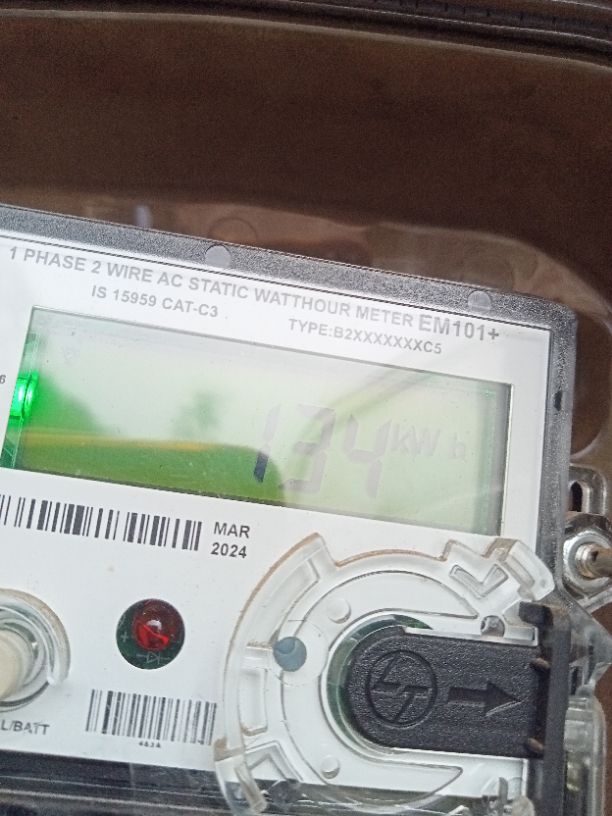 1 PHASE 2 WIRE AC STATIC WATTHOUR METER EM101+
IS 15959 CAT-C3
TYPE:B2XXXXXXXC5
134 kWh
MAR
2024
L/BATT